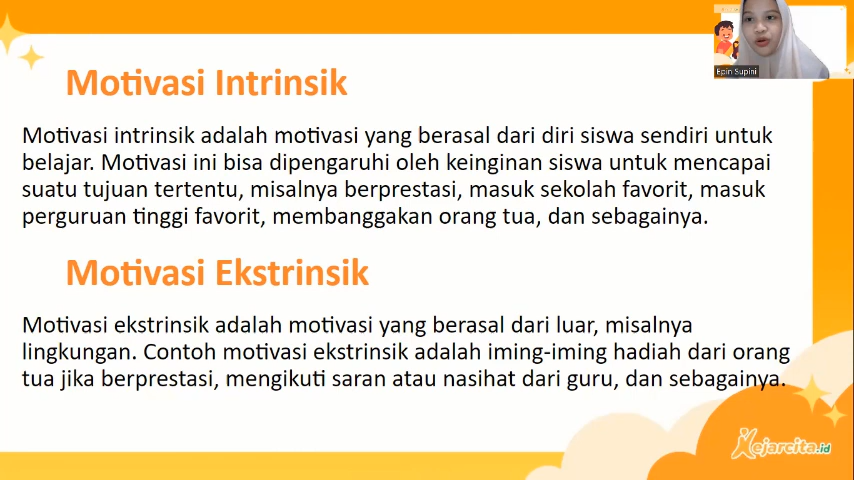 Epin Supini
Motivasi Intrinsik
Motivasi intrinsik adalah motivasi yang berasal dari diri siswa sendiri untuk
belajar. Motivasi ini bisa dipengaruhi oleh keinginan siswa untuk mencapai
suatu tujuan tertentu, misalnya berprestasi, masuk sekolah favorit, masuk
perguruan tinggi favorit, membanggakan orang tua, dan sebagainya.
Motivasi Ekstrinsik
Motivasi ekstrinsik adalah motivasi yang berasal dari luar, misalnya
lingkungan. Contoh motivasi ekstrinsik adalah iming-iming hadiah dari orang
tua jika berprestasi, mengikuti saran atau nasihat dari guru, dan sebagainya.
Kejarcita.id